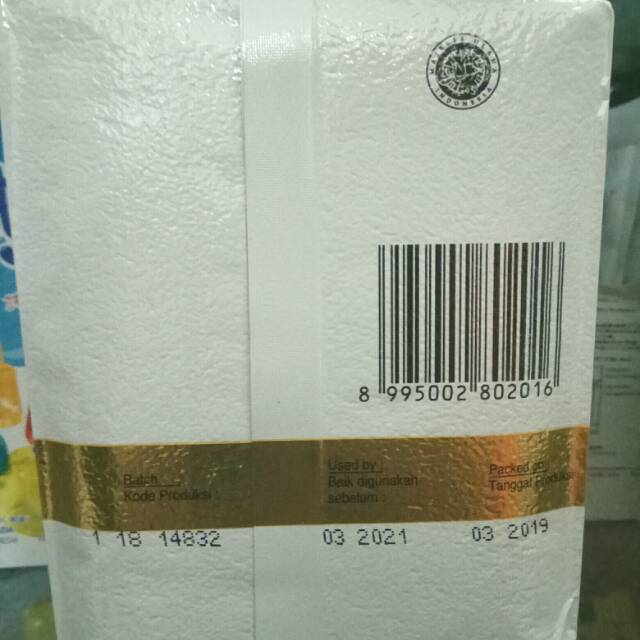 8 995002 802016
Batch
Kode Produksi :
Used by :
Baik digunakan
sebelum :
Packed on
Tanggal Produksi
1 18 14832
03 2021
03 2019